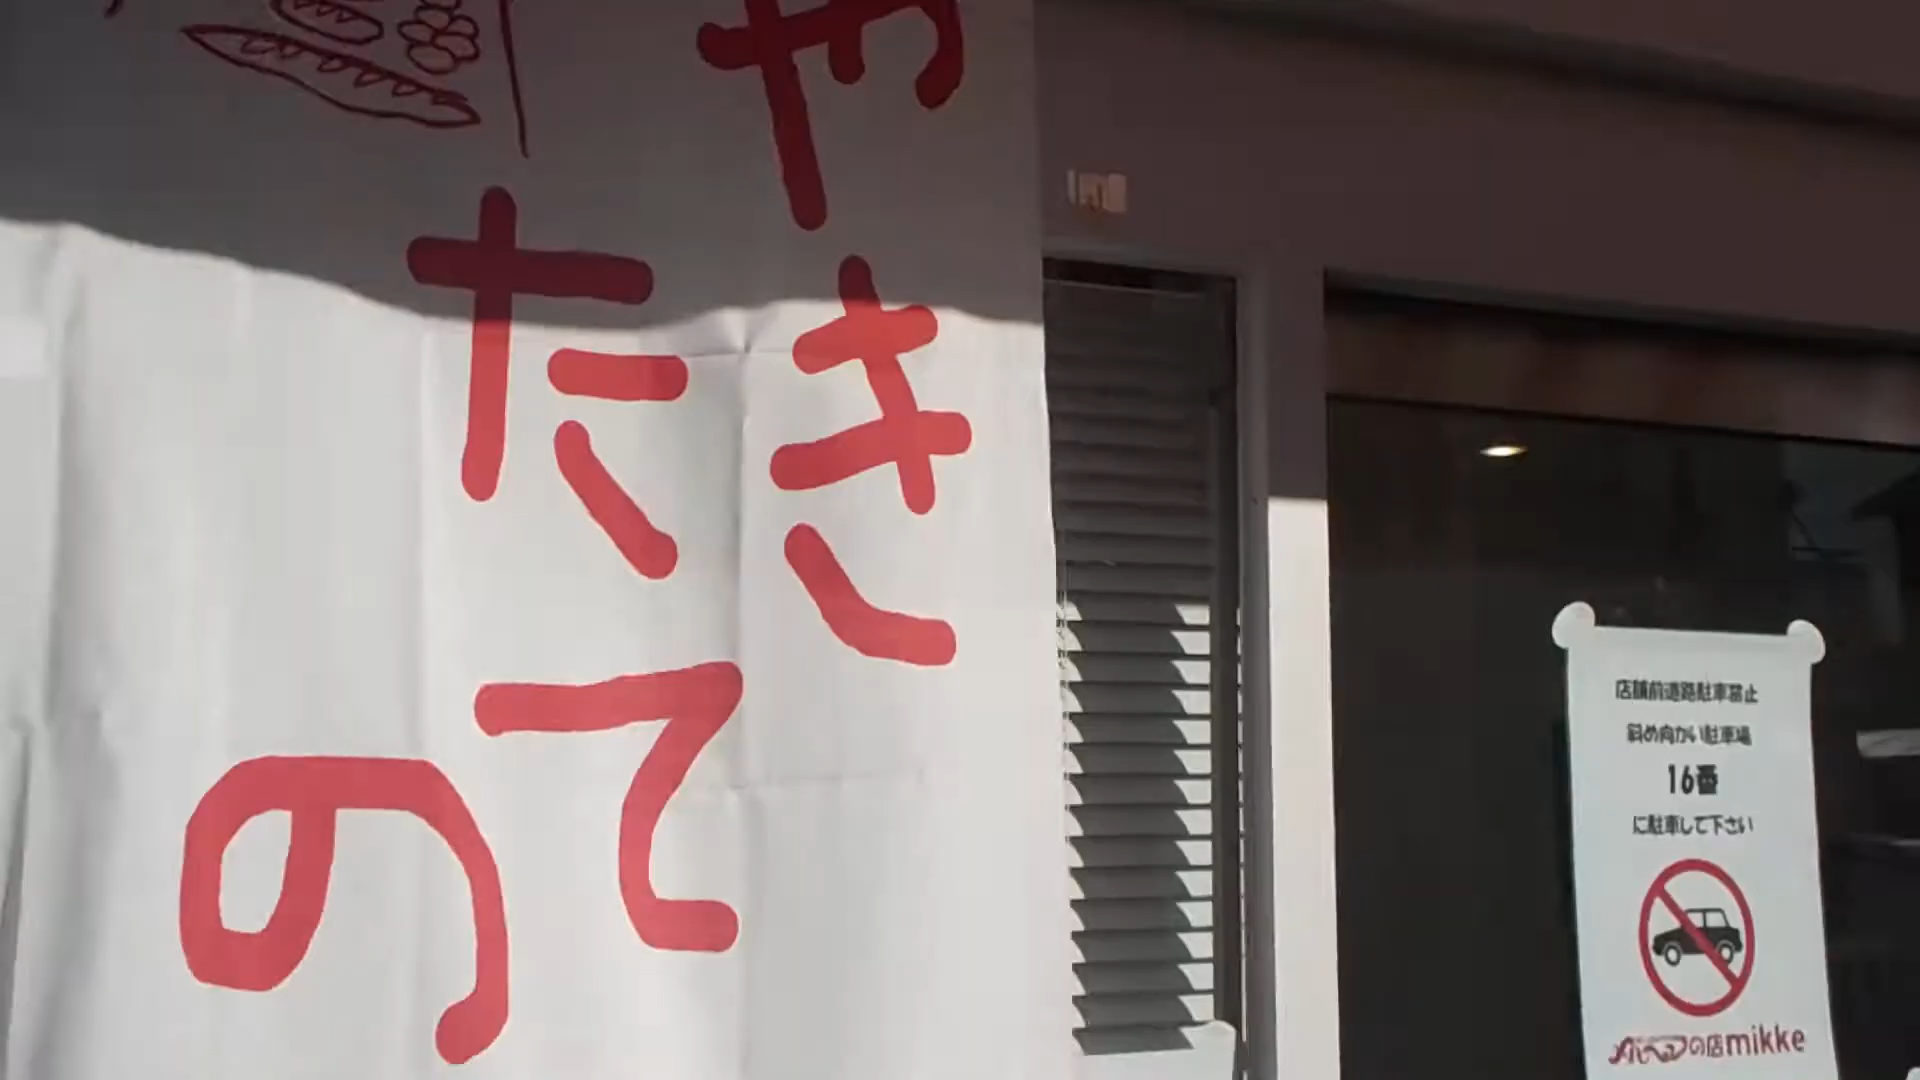 やき
たて
の
店舗前道路駐車禁止
斜め向かい駐車場
16番
に駐車して下さい
の店mikke